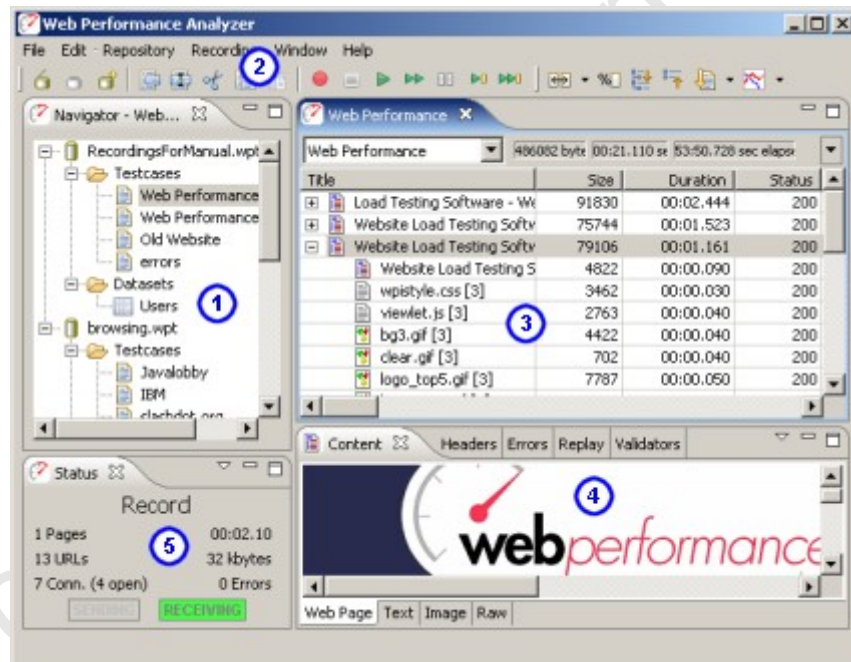 Web Performance Analyzer
File Edit Repository Recording Window Help
2
Navigator - Web...
RecordingsForManual.wpt
Testcases
Web Performance
Web Performance
Old Website
errors
Datasets
Users
1
browsing.wpt
Testcases
Javalobby
IBM
slashdot.org
Web Performance
Web Performance 486082 byte 00:21.110 se 53:50.728 sec elaps
Title Size Duration Status
Load Testing Software - We 91830 00:02.444 200
Website Load Testing Softw 75744 00:01.523 200
Website Load Testing Softw 79106 00:01.161 200
Website Load Testing S 4822 00:00.090 200
wpistyle.css [3] 3462 00:00.030 200
viewlet.js [3] 2763 00:00.040 200
3
bg3.gif [3] 4422 00:00.040 200
clear.gif [3] 702 00:00.040 200
logo_top5.gif [3] 7787 00:00.050 200
Status
Record
1 Pages 00:02.10
13 URLs 32 kbytes
5
7 Conn. (4 open) 0 Errors
SENDING RECEIVING
Content Headers Errors Replay Validators
4
webperformance
Web Page Text Image Raw